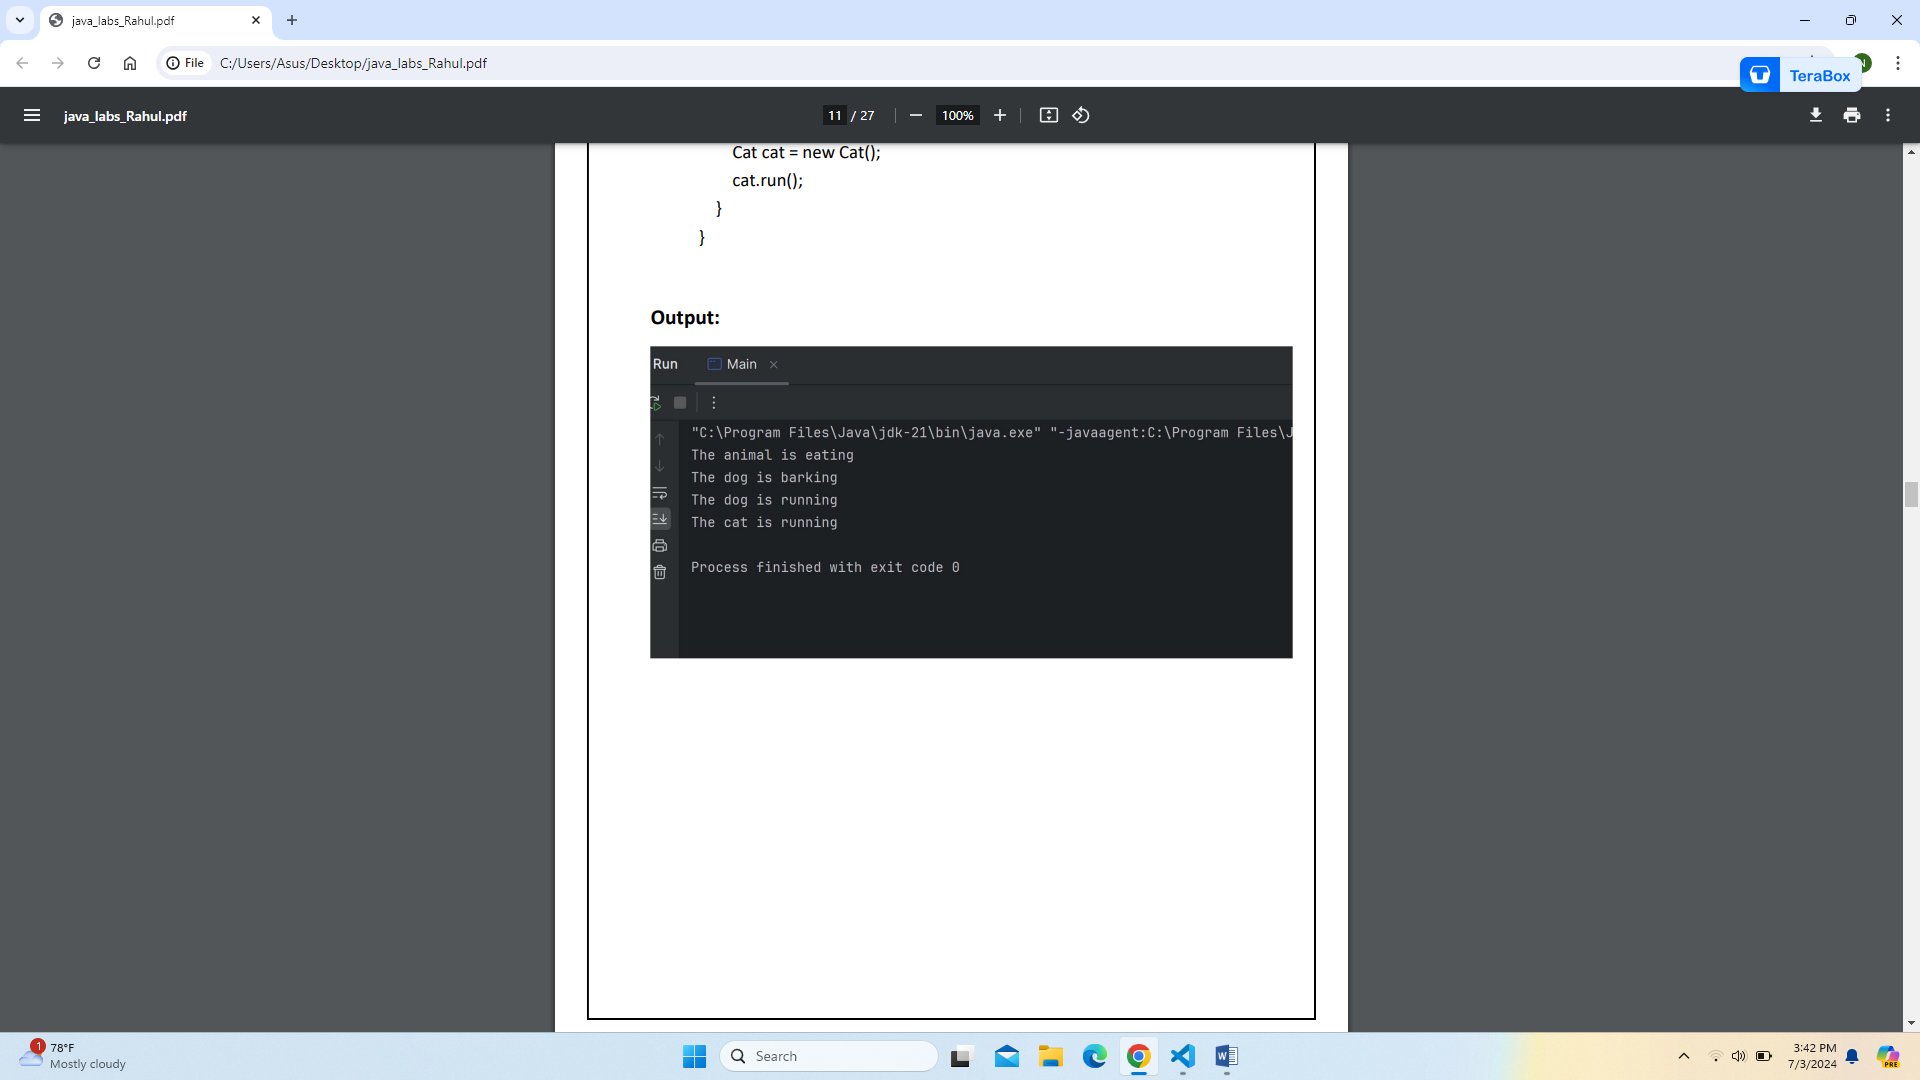 java_labs_Rahul.pdf
File C:/Users/Asus/Desktop/java_labs_Rahul.pdf
TeraBox
java_labs_Rahul.pdf 11 / 27 100%
Cat cat = new Cat();
cat.run();
}
}
Output:
Run Main
"C:\Program Files\Java\jdk-21\bin\java.exe" "-javaagent:C:\Program Files\J
The animal is eating
The dog is barking
The dog is running
The cat is running
Process finished with exit code 0
1
78°F
Mostly cloudy
Search
3:42 PM
7/3/2024
PRE